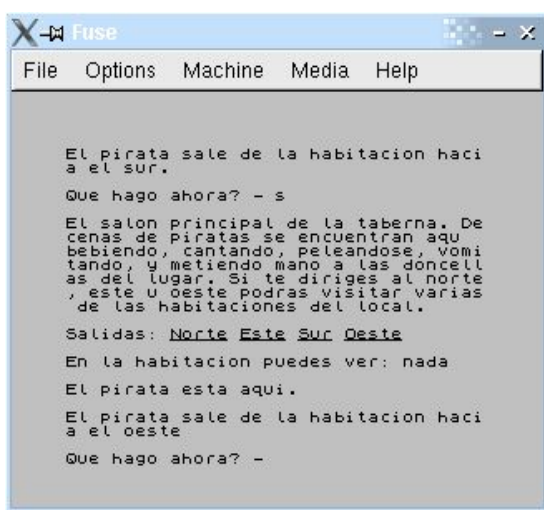 Fuse
File Options Machine Media Help
El pirata sale de la habitacion haci
a el sur.
Que hago ahora? - s
El salon principal de la taberna. De
cenas de piratas se encuentran aqu
bebiendo, cantando, peleandose, vomi
tando, y metiendo mano a las doncell
as del lugar. Si te diriges al norte
, este u oeste podras visitar varias
de las habitaciones del local.
Salidas: Norte Este Sur Oeste
En la habitacion puedes ver: nada
El pirata esta aqui.
El pirata sale de la habitacion haci
a el oeste
Que hago ahora? -